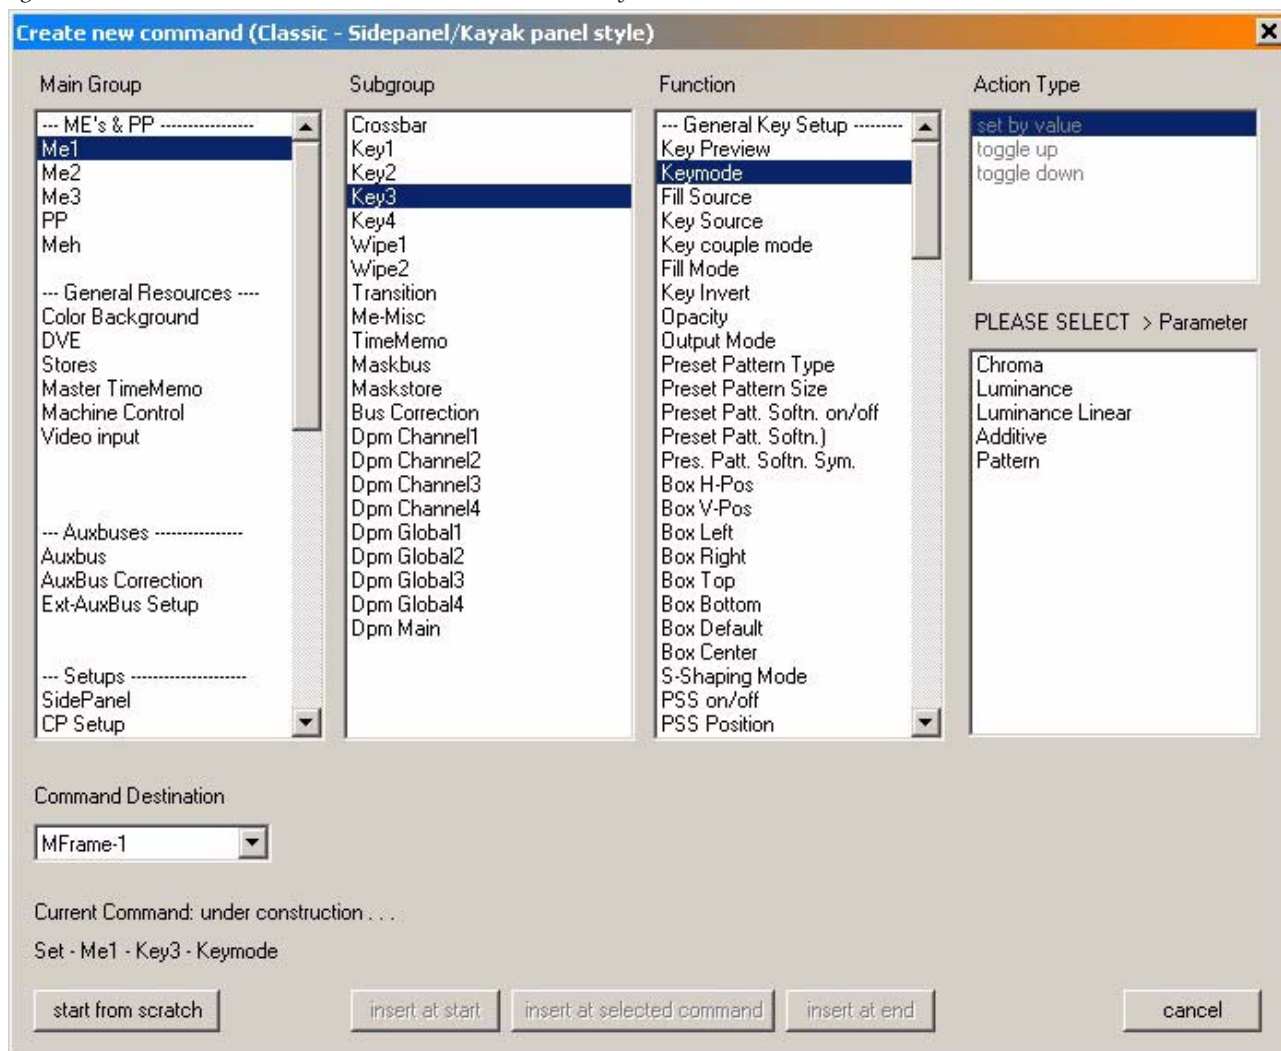 Create new command (Classic - Sidepanel/Kayak panel style)
Main Group
--- ME's & PP ----------------
Me1
Me2
Me3
PP
Meh
--- General Resources ----
Color Background
DVE
Stores
Master TimeMemo
Machine Control
Video input
--- Auxbuses ---------------
Auxbus
AuxBus Correction
Ext-AuxBus Setup
--- Setups --------------------
SidePanel
CP Setup
Subgroup
Crossbar
Key1
Key2
Key3
Key4
Wipe1
Wipe2
Transition
Me-Misc
TimeMemo
Maskbus
Maskstore
Bus Correction
Dpm Channel1
Dpm Channel2
Dpm Channel3
Dpm Channel4
Dpm Global1
Dpm Global2
Dpm Global3
Dpm Global4
Dpm Main
Function
--- General Key Setup ---------
Key Preview
Keymode
Fill Source
Key Source
Key couple mode
Fill Mode
Key Invert
Opacity
Output Mode
Preset Pattern Type
Preset Pattern Size
Preset Patt. Softn. on/off
Preset Patt. Softn.)
Pres. Patt. Softn. Sym.
Box H-Pos
Box V-Pos
Box Left
Box Right
Box Top
Box Bottom
Box Default
Box Center
S-Shaping Mode
PSS on/off
PSS Position
Action Type
set by value
toggle up
toggle down
PLEASE SELECT > Parameter
Chroma
Luminance
Luminance Linear
Additive
Pattern
Command Destination
MFrame-1
Current Command: under construction . . .
Set - Me1 - Key3 - Keymode
start from scratch
insert at start
insert at selected command
insert at end
cancel